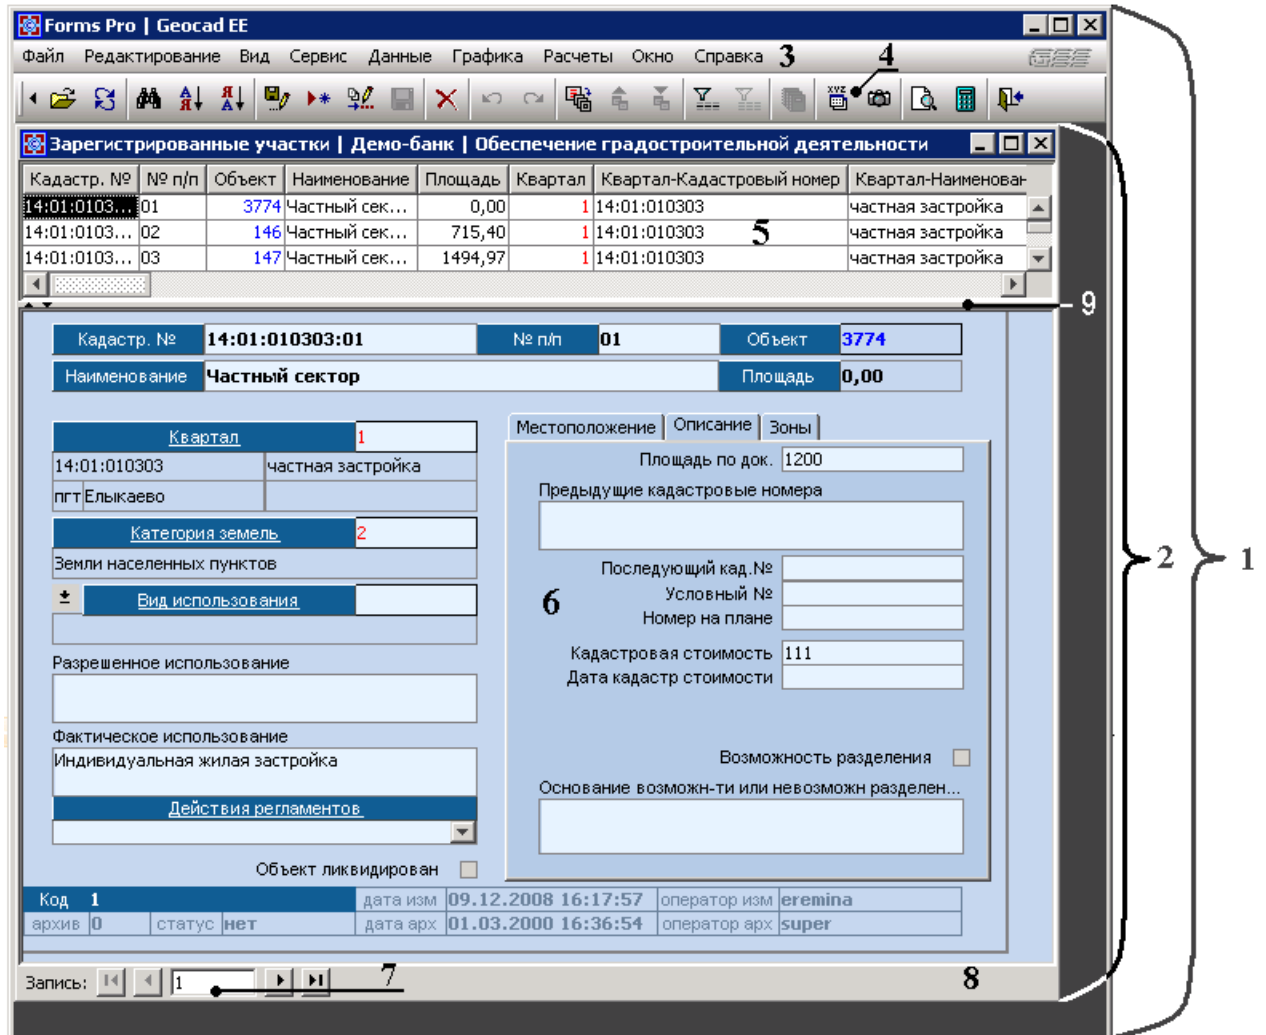 Forms Pro | Geocad EE
Файл Редактирование Вид Сервис Данные Графика Расчеты Окно Справка 3 4
Зарегистрированные участки | Демо-банк | Обеспечение градостроительной деятельности
Кадастр. № № п/п Объект Наименование Площадь Квартал Квартал-Кадастровый номер Квартал-Наименован
14:01:0103... 01 3774 Частный сек... 0,00 1 14:01:010303 частная застройка
14:01:0103... 02 146 Частный сек... 715,40 1 14:01:010303 5 частная застройка
14:01:0103... 03 147 Частный сек... 1494,97 1 14:01:010303 частная застройка
9
Кадастр. № 14:01:010303:01 № п/п 01 Объект 3774
Наименование Частный сектор Площадь 0,00
Квартал 1
14:01:010303 частная застройка
пгт Елыкаево
Категория земель 2
Земли населенных пунктов
Вид использования
Разрешенное использование
Фактическое использование
Индивидуальная жилая застройка
Действия регламентов
Объект ликвидирован
Местоположение Описание Зоны
Площадь по док. 1200
Предыдущие кадастровые номера
Последующий кад.№
Условный №
6
Номер на плане
Кадастровая стоимость 111
Дата кадастр стоимости
Возможность разделения
Основание возможн-ти или невозможн разделен...
2 1
Код 1 дата изм 09.12.2008 16:17:57 оператор изм eremina
архив 0 статус нет дата арх 01.03.2000 16:36:54 оператор арх super
Запись: 1 7 8